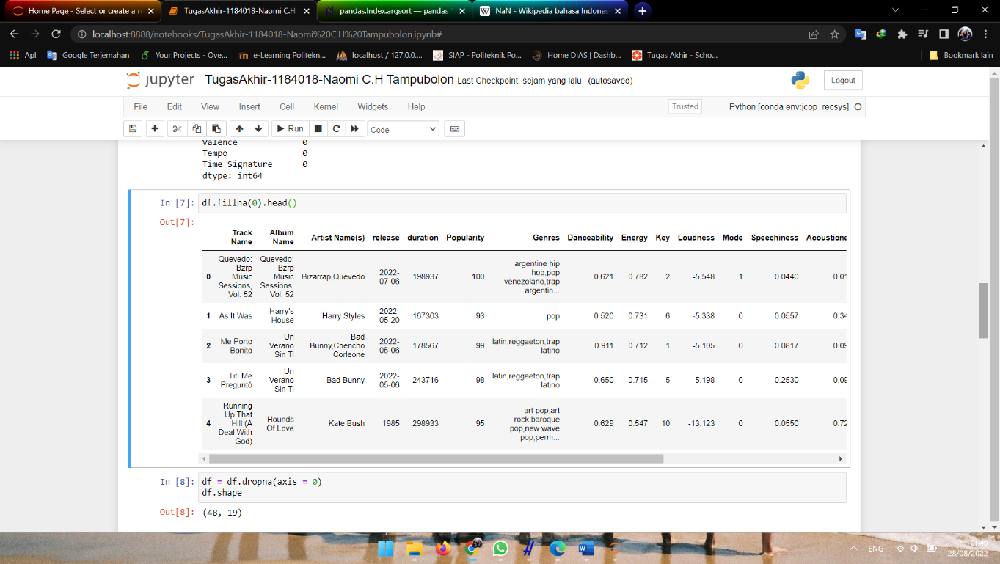 Home Page - Select or create a n
TugasAkhir-1184018-Naomi C.H
pandas.Index.argsort — pandas
NaN - Wikipedia bahasa Indones
localhost:8888/notebooks/TugasAkhir-1184018-Naomi%20C.H%20Tampubolon.ipynb#
Apl Google Terjemahan Your Projects - Ove... e-Learning Politekn... localhost / 127.0.0.... SIAP - Politeknik Po... Home DIAS | Dashb... Tugas Akhir - Scho... Bookmark lain
jupyter TugasAkhir-1184018-Naomi C.H Tampubolon Last Checkpoint: sejam yang lalu (autosaved) Logout
File Edit View Insert Cell Kernel Widgets Help Trusted Python [conda env:jcop_recsys]
Run Code
Valence 0
Tempo 0
Time Signature 0
dtype: int64
In [7]: df.fillna(0).head()
Out[7]:
Track Name Album Name Artist Name(s) release duration Popularity Genres Danceability Energy Key Loudness Mode Speechiness Acousticne
0 Quevedo: Bzrp Music Sessions, Vol. 52 Quevedo: Bzrp Music Sessions, Vol. 52 Bizarrap,Quevedo 2022-07-06 198937 100 argentine hip hop,pop venezolano,trap argentin... 0.621 0.782 2 -5.548 1 0.0440 0.01
1 As It Was Harry's House Harry Styles 2022-05-20 167303 93 pop 0.520 0.731 6 -5.338 0 0.0557 0.34
2 Me Porto Bonito Un Verano Sin Ti Bad Bunny,Chencho Corleone 2022-05-06 178567 99 latin,reggaeton,trap latino 0.911 0.712 1 -5.105 0 0.0817 0.09
3 Tití Me Preguntó Un Verano Sin Ti Bad Bunny 2022-05-06 243716 98 latin,reggaeton,trap latino 0.650 0.715 5 -5.198 0 0.2530 0.09
4 Running Up That Hill (A Deal With God) Hounds Of Love Kate Bush 1985 298933 95 art pop,art rock,baroque pop,new wave pop,perm... 0.629 0.547 10 -13.123 0 0.0550 0.72
In [8]: df = df.dropna(axis = 0)
df.shape
Out[8]: (48, 19)
ENG
01.49
28/08/2022